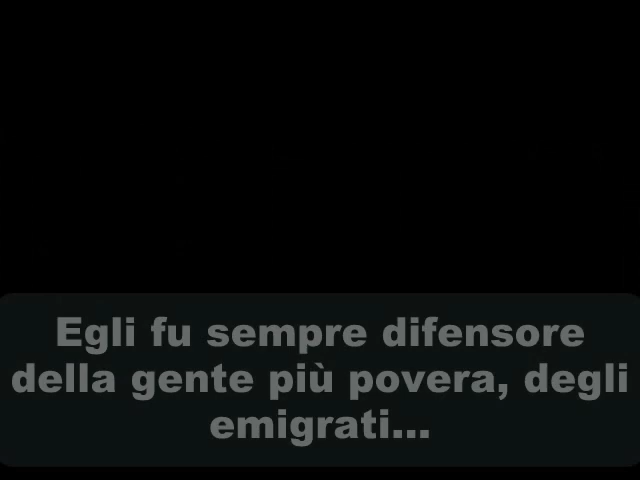 Egli fu sempre difensore
della gente più povera, degli
emigrati...